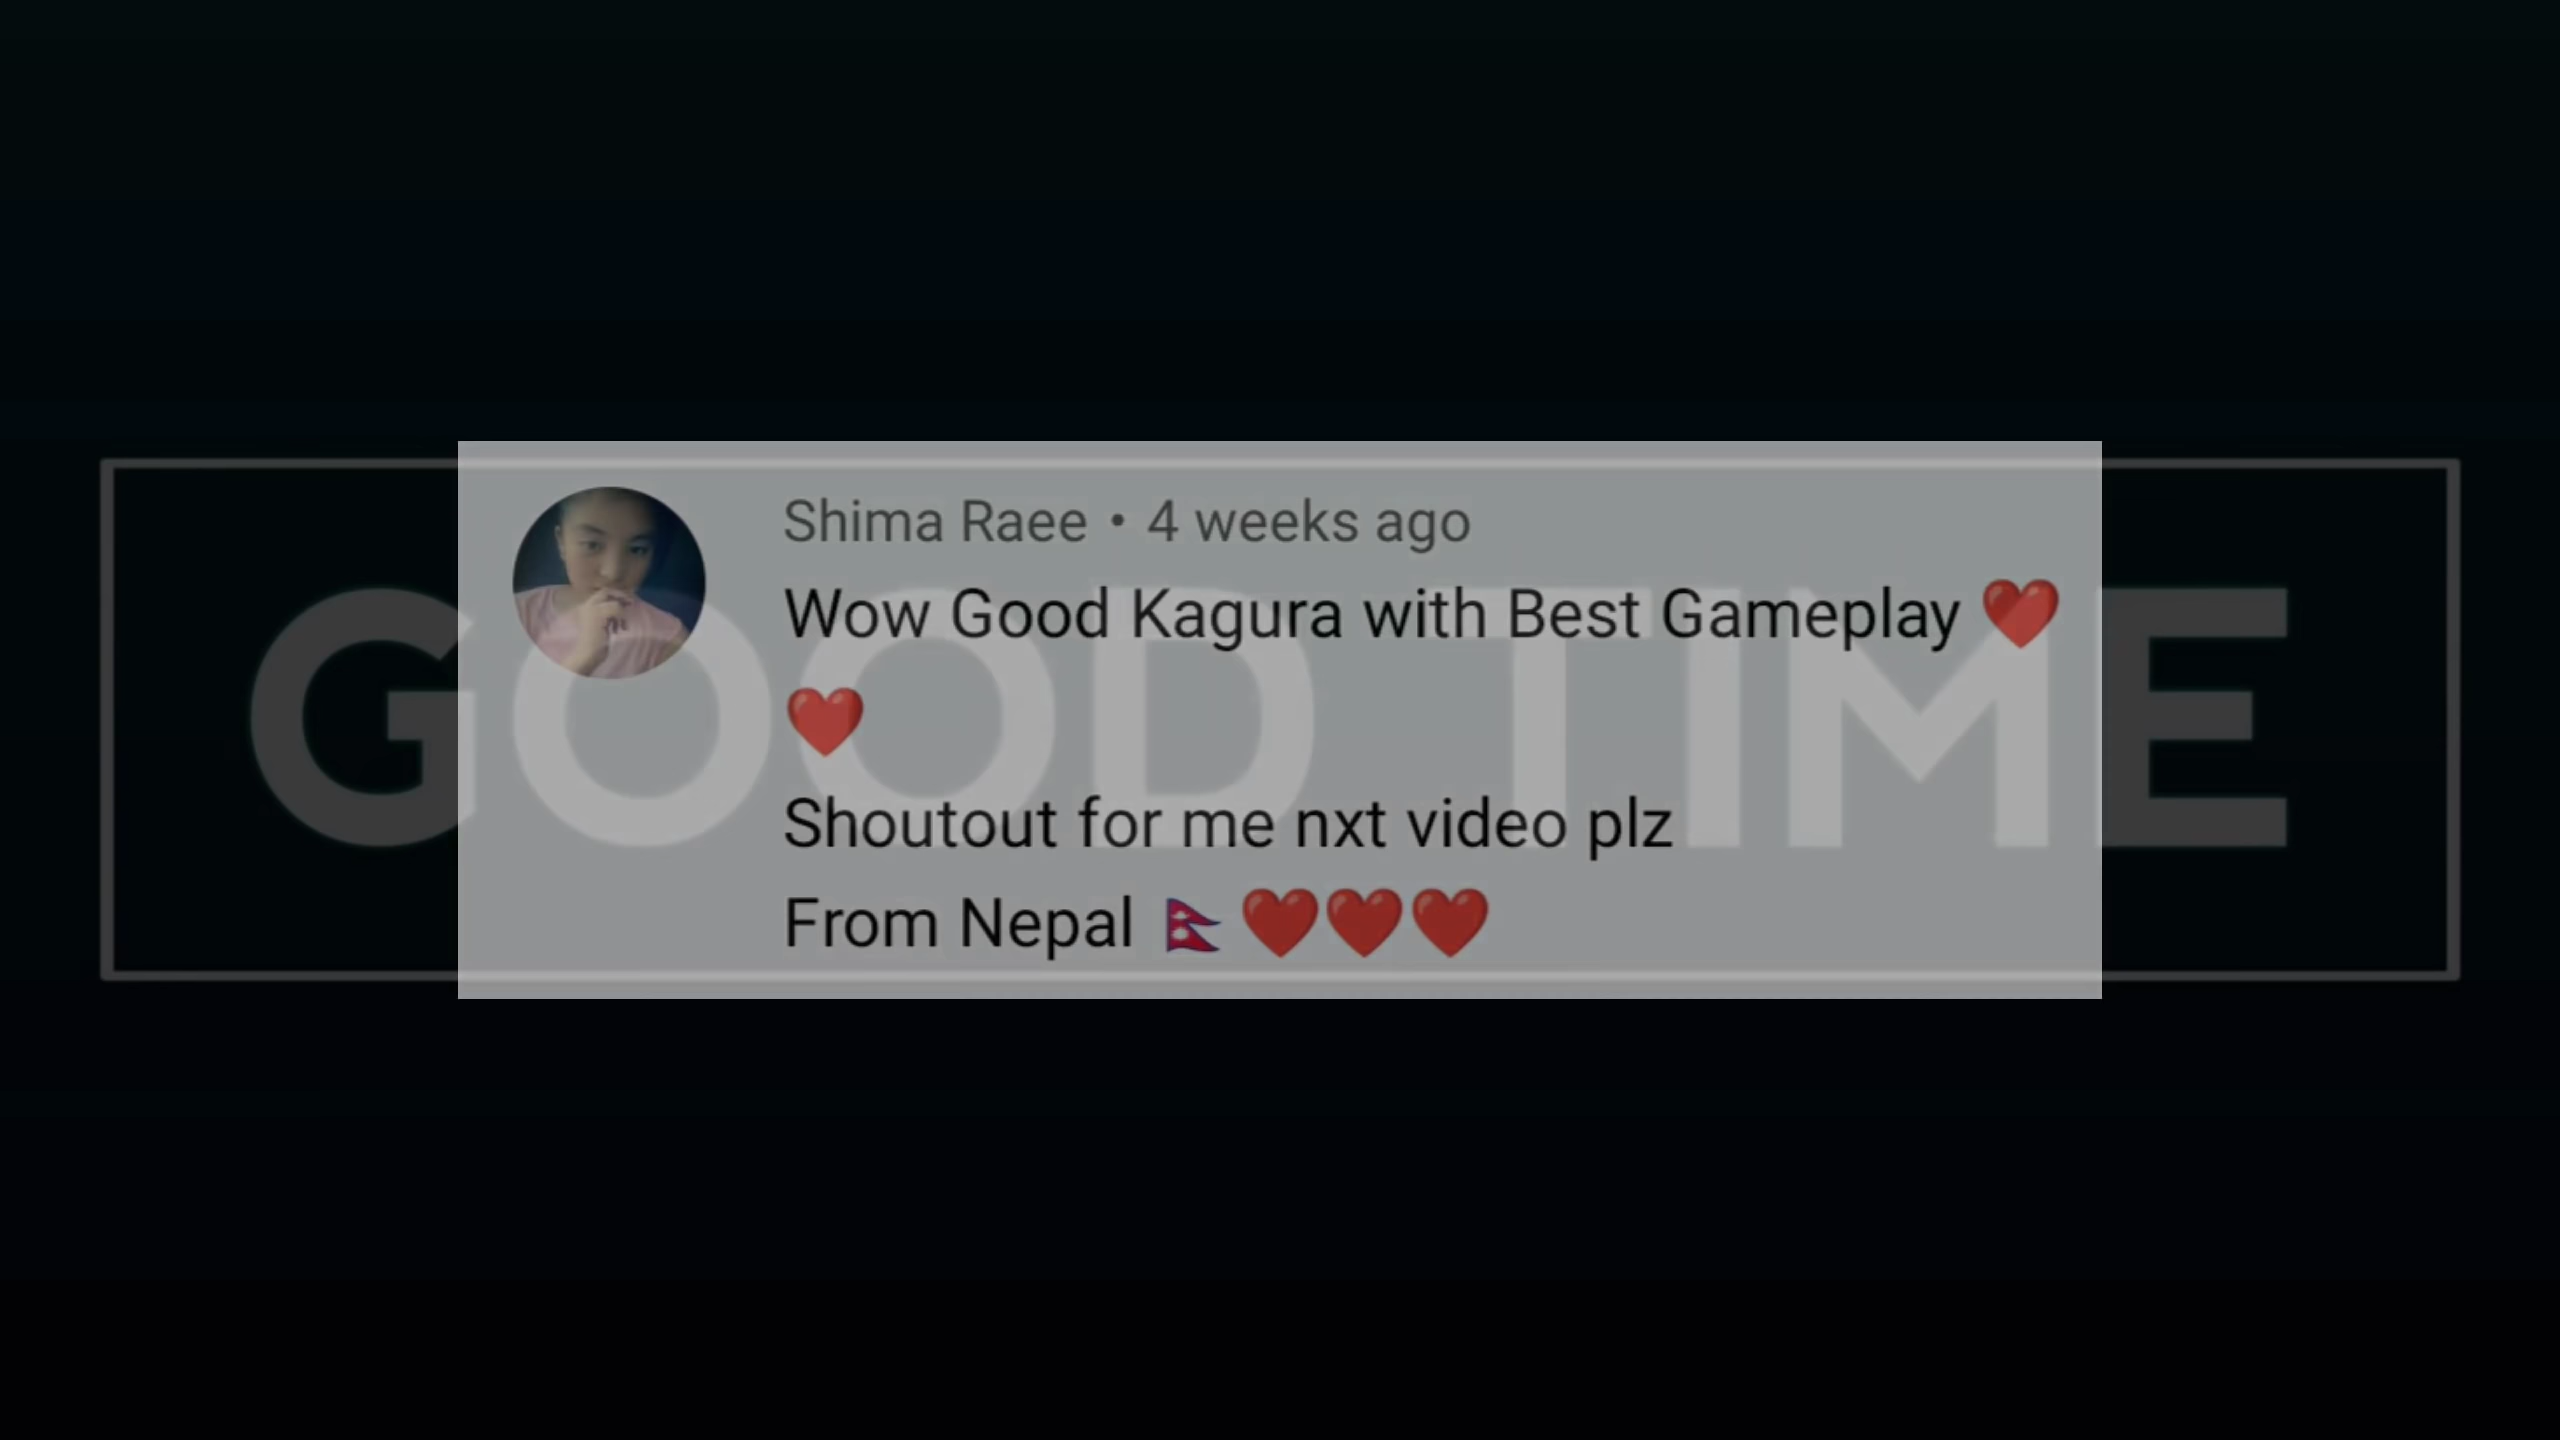 Shima Raee • 4 weeks ago
Wow Good Kagura with Best Gameplay ❤️
❤️
Shoutout for me nxt video plz
From Nepal 🇳🇵 ❤️❤️❤️
GOOD TIME